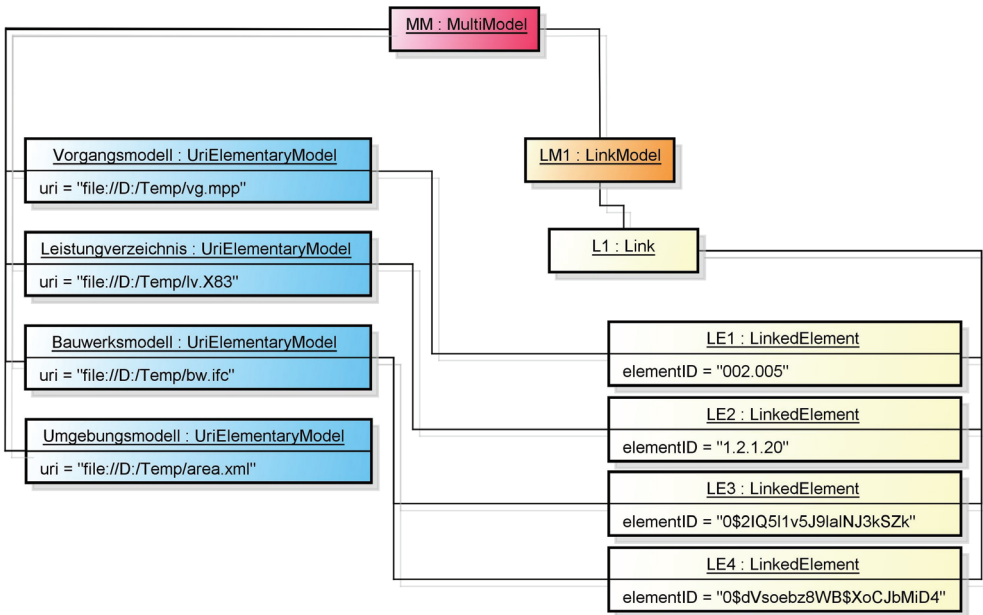 MM : MultiModel
Vorgangsmodell : UriElementaryModel
uri = "file://D:/Temp/vg.mpp"
Leistungverzeichnis : UriElementaryModel
uri = "file://D:/Temp/lv.X83"
Bauwerksmodell : UriElementaryModel
uri = "file://D:/Temp/bw.ifc"
Umgebungsmodell : UriElementaryModel
uri = "file://D:/Temp/area.xml"
LM1 : LinkModel
L1 : Link
LE1 : LinkedElement
elementID = "002.005"
LE2 : LinkedElement
elementID = "1.2.1.20"
LE3 : LinkedElement
elementID = "0$2IQ5l1v5J9lalNJ3kSZk"
LE4 : LinkedElement
elementID = "0$dVsoebz8WB$XoCJbMiD4"